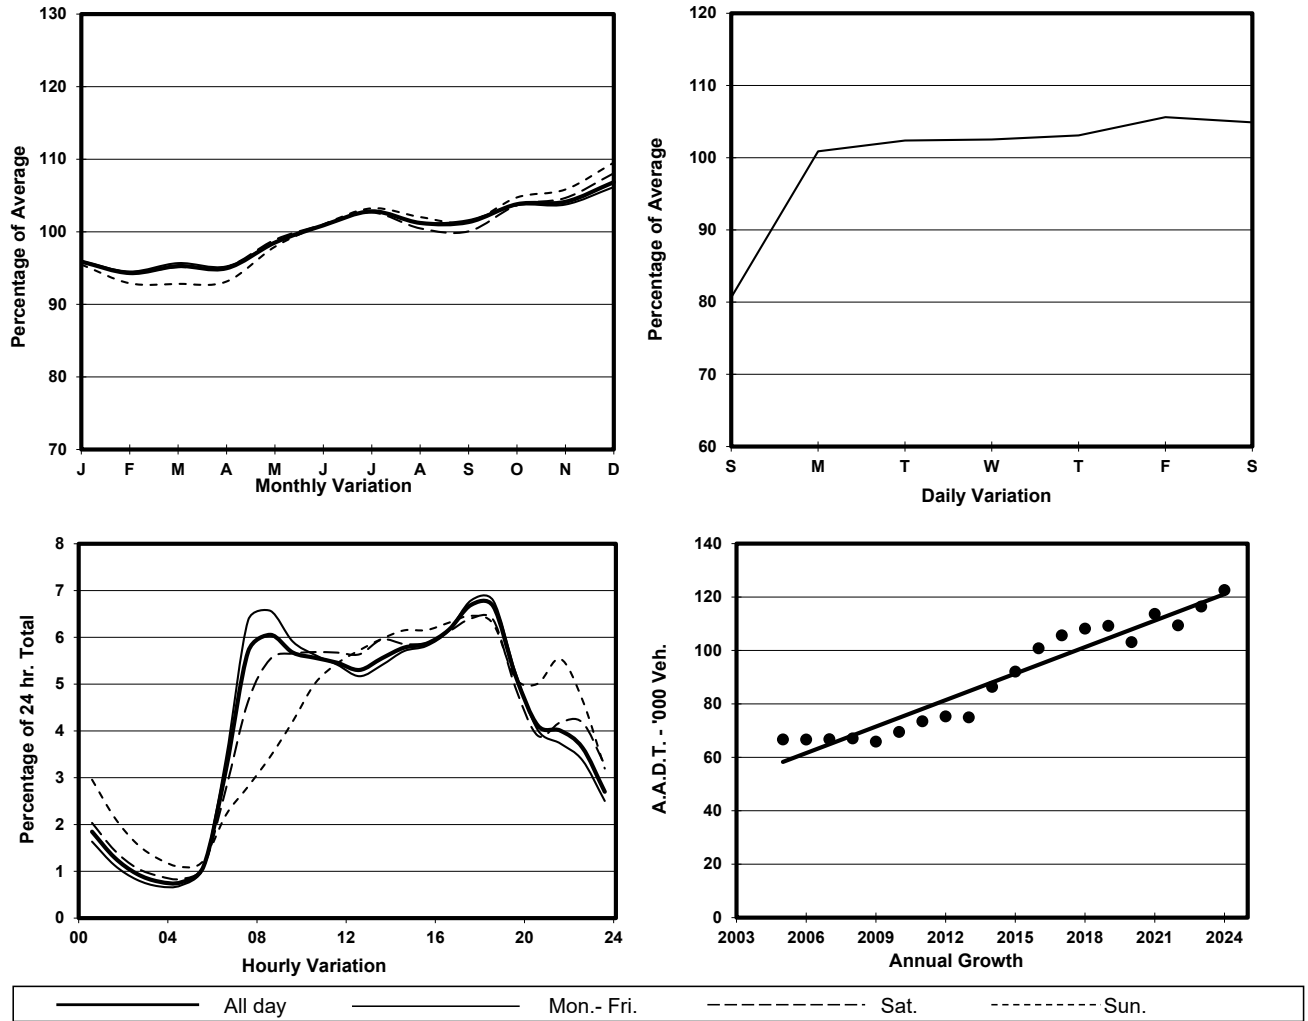 130
120
110
100
90
80
70
Percentage of Average
J F M A M J J A S O N D
Monthly Variation
120
110
100
90
80
70
60
Percentage of Average
S M T W T F S
Daily Variation
8
7
6
5
4
3
2
1
0
Percentage of 24 hr. Total
00 04 08 12 16 20 24
Hourly Variation
140
120
100
80
60
40
20
0
A.A.D.T. - '000 Veh.
2003 2006 2009 2012 2015 2018 2021 2024
Annual Growth
All day Mon.- Fri. Sat. Sun.